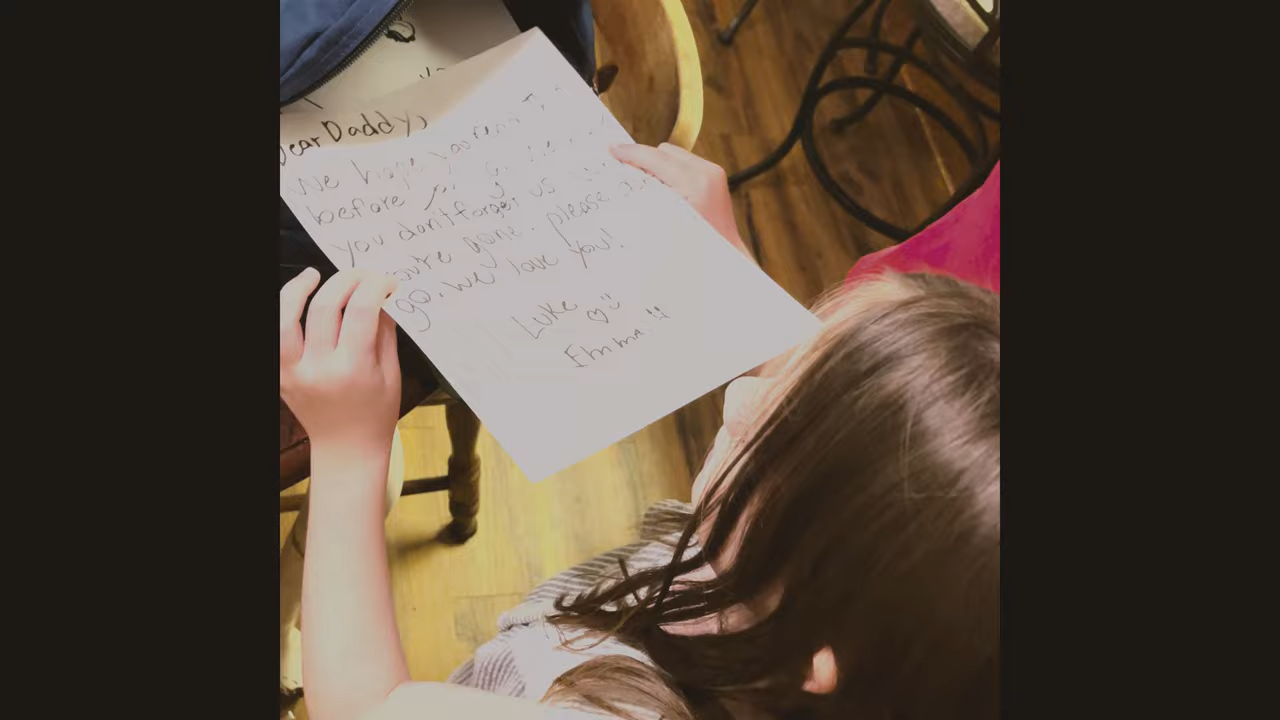 Dear Daddy,
We hope you
before
you don't forget us
you're gone. please
go. we love you!
Luke
Emma